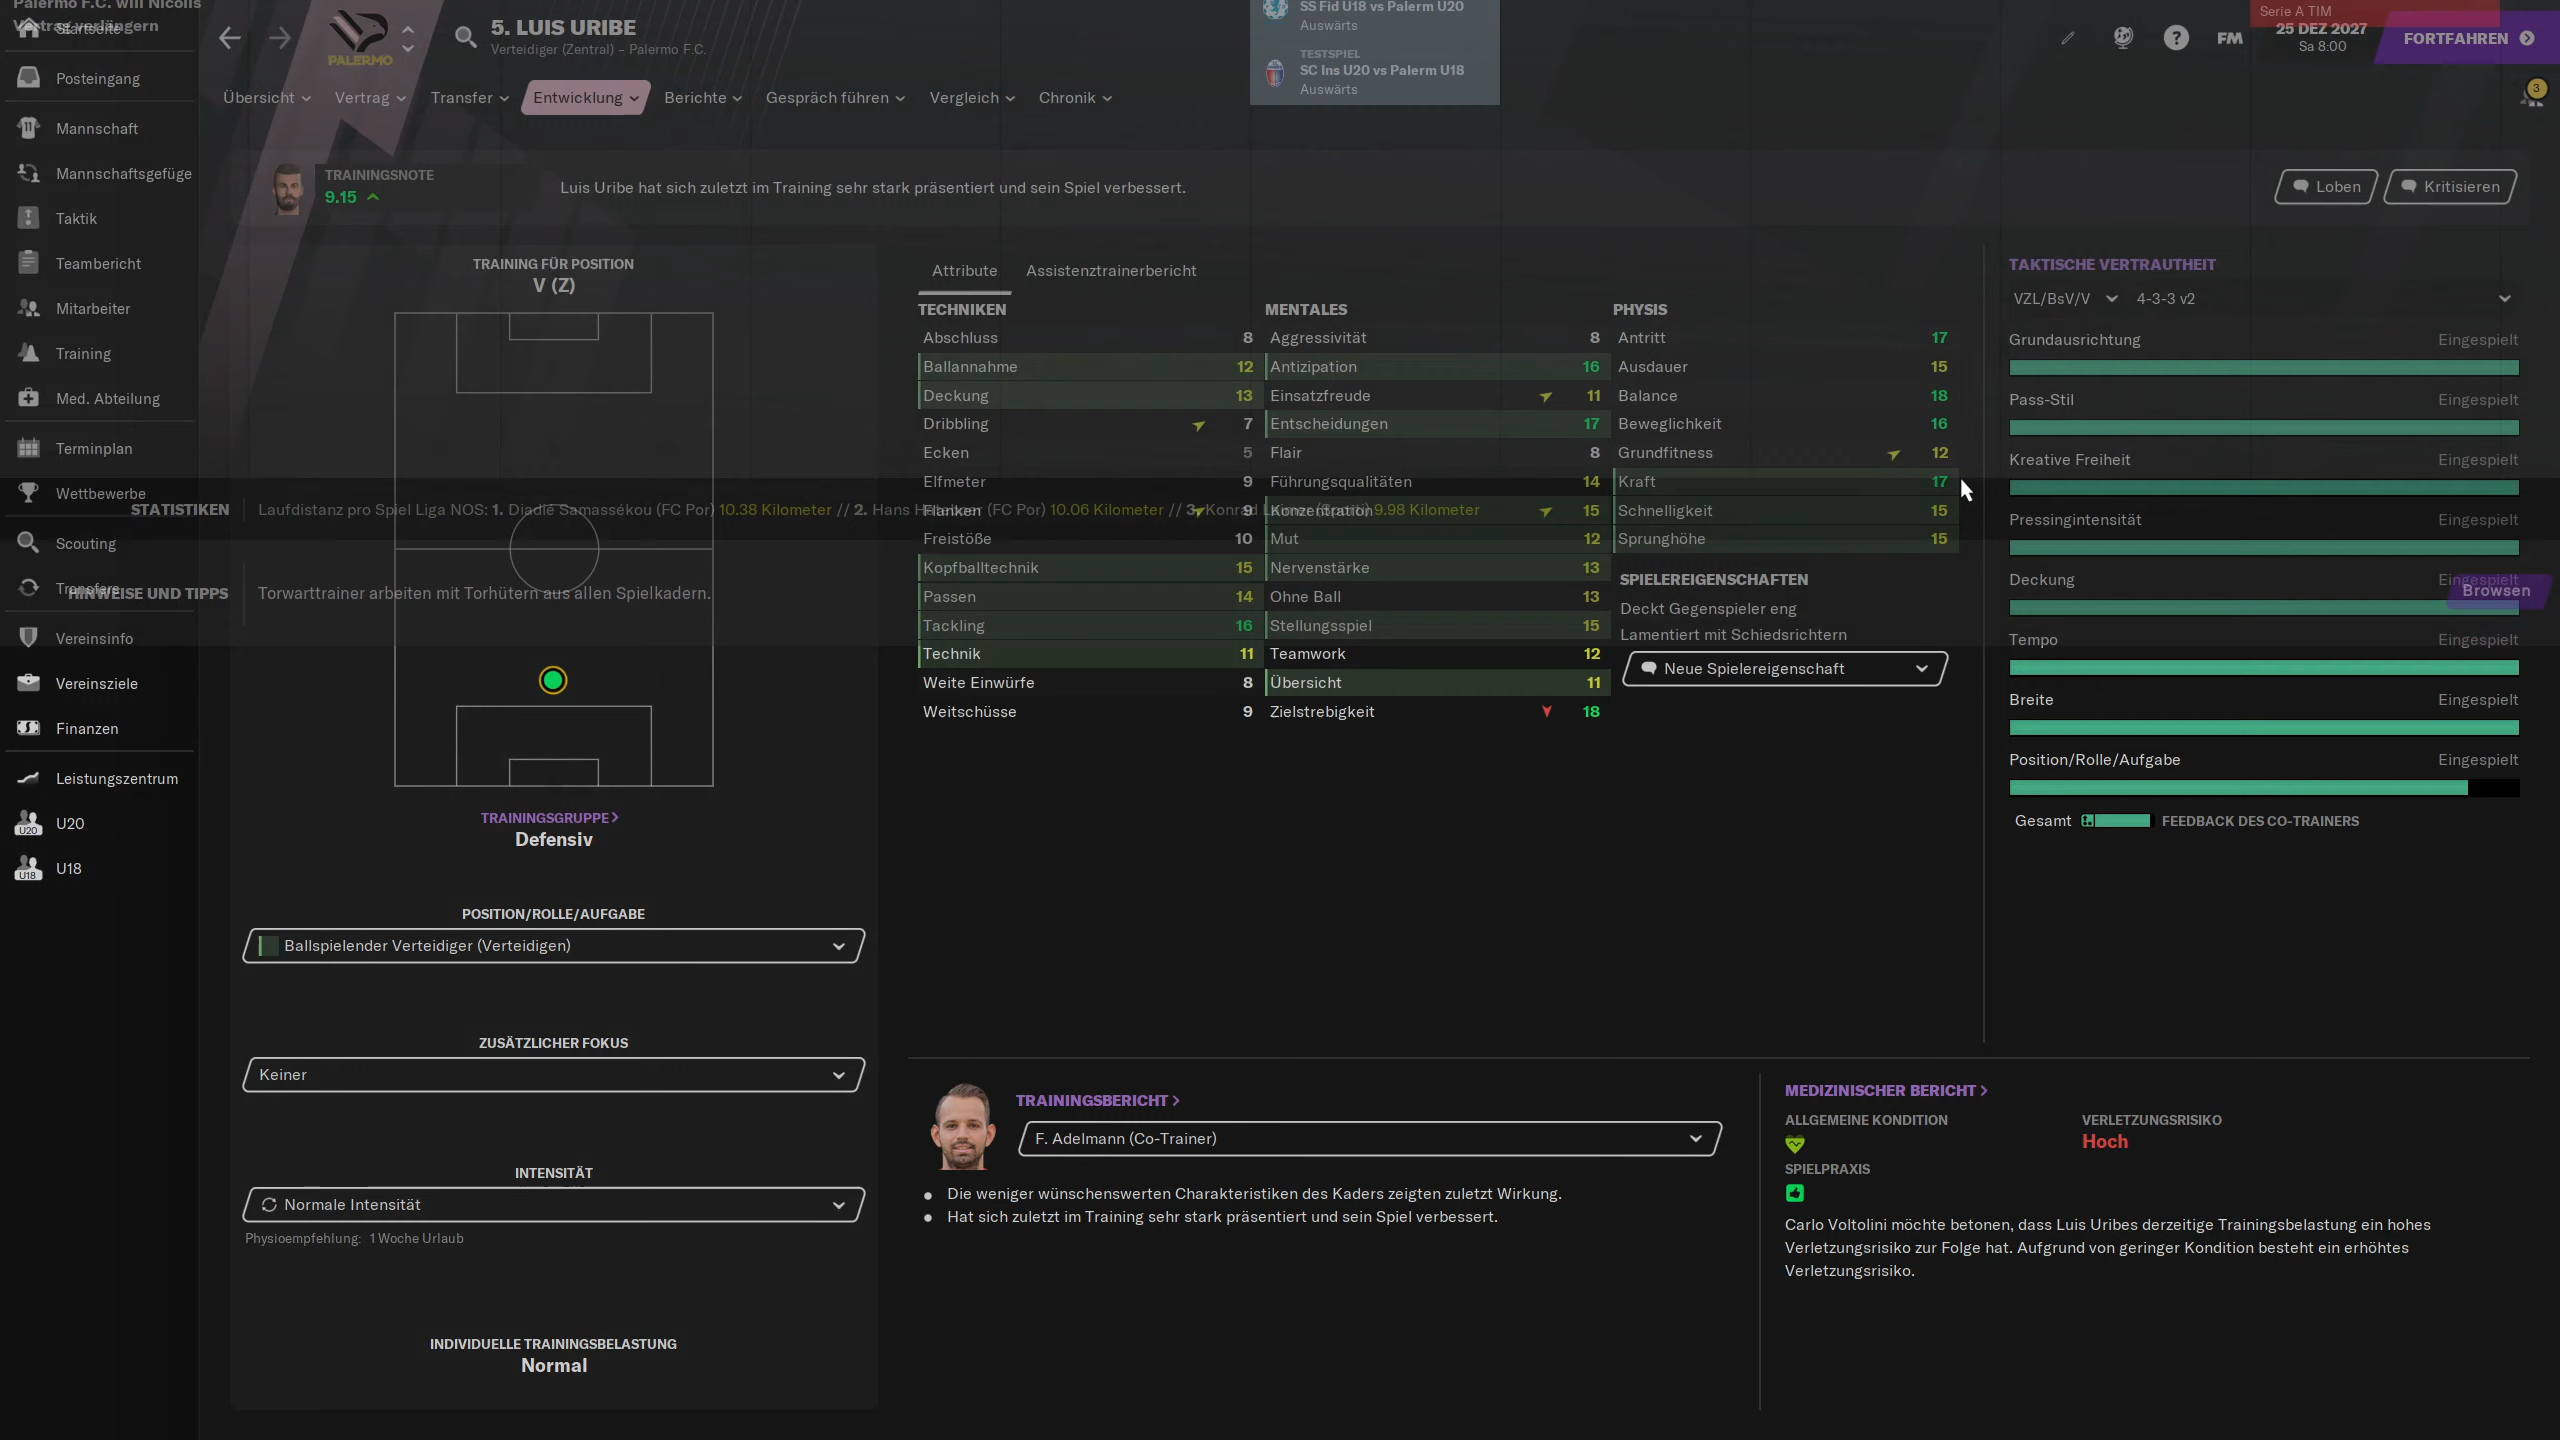 Palermo F.C. will Nicolis
Vertrag verlängern
Startseite
Posteingang
Mannschaft
Mannschaftsgefüge
Taktik
Teambericht
Mitarbeiter
Training
Med. Abteilung
Terminplan
Wettbewerbe
Scouting
Transfers
Vereinsinfo
Vereinsziele
Finanzen
Leistungszentrum
U20
U20
U18
U18
PALERMO
5. LUIS URIBE
Verteidiger (Zentral) – Palermo F.C.
SS Fid U18 vs Palerm U20
Auswärts
TESTSPIEL
SC Ins U20 vs Palerm U18
Auswärts
FM
Serie A TIM
25 DEZ 2027
Sa 8:00
FORTFAHREN
3
Übersicht
Vertrag
Transfer
Entwicklung
Berichte
Gespräch führen
Vergleich
Chronik
TRAININGSNOTE
9.15
Luis Uribe hat sich zuletzt im Training sehr stark präsentiert und sein Spiel verbessert.
Loben
Kritisieren
TRAINING FÜR POSITION
V (Z)
TRAININGSGRUPPE
Defensiv
POSITION/ROLLE/AUFGABE
Ballspielender Verteidiger (Verteidigen)
ZUSÄTZLICHER FOKUS
Keiner
INTENSITÄT
Normale Intensität
Physioempfehlung: 1 Woche Urlaub
INDIVIDUELLE TRAININGSBELASTUNG
Normal
Attribute
Assistenztrainerbericht
TECHNIKEN
Abschluss 8
Ballannahme 12
Deckung 13
Dribbling 7
Ecken 5
Elfmeter 9
Flanken 9
Freistöße 10
Kopfballtechnik 15
Passen 14
Tackling 16
Technik 11
Weite Einwürfe 8
Weitschüsse 9
MENTALES
Aggressivität 8
Antizipation 16
Einsatzfreude 11
Entscheidungen 17
Flair 8
Führungsqualitäten 14
Konzentration 15
Mut 12
Nervenstärke 13
Ohne Ball 13
Stellungsspiel 15
Teamwork 12
Übersicht 11
Zielstrebigkeit 18
PHYSIS
Antritt 17
Ausdauer 15
Balance 18
Beweglichkeit 16
Grundfitness 12
Kraft 17
Schnelligkeit 15
Sprunghöhe 15
SPIELEREIGENSCHAFTEN
Deckt Gegenspieler eng
Lamentiert mit Schiedsrichtern
Neue Spielereigenschaft
STATISTIKEN
Laufdistanz pro Spiel Liga NOS: 1. Diadié Samassékou (FC Por) 10.38 Kilometer // 2. Hans (FC Por) 10.06 Kilometer // 3. Konrad 9.98 Kilometer
HINWEISE UND TIPPS
Torwarttrainer arbeiten mit Torhütern aus allen Spielkadern.
Browsen
TAKTISCHE VERTRAUTHEIT
VZL/BsV/V
4-3-3 v2
Grundausrichtung Eingespielt
Pass-Stil Eingespielt
Kreative Freiheit Eingespielt
Pressingintensität Eingespielt
Deckung Eingespielt
Tempo Eingespielt
Breite Eingespielt
Position/Rolle/Aufgabe Eingespielt
Gesamt
FEEDBACK DES CO-TRAINERS
TRAININGSBERICHT
F. Adelmann (Co-Trainer)
Die weniger wünschenswerten Charakteristiken des Kaders zeigten zuletzt Wirkung.
Hat sich zuletzt im Training sehr stark präsentiert und sein Spiel verbessert.
MEDIZINISCHER BERICHT
ALLGEMEINE KONDITION
VERLETZUNGSRISIKO
Hoch
SPIELPRAXIS
Carlo Voltolini möchte betonen, dass Luis Uribes derzeitige Trainingsbelastung ein hohes
Verletzungsrisiko zur Folge hat. Aufgrund von geringer Kondition besteht ein erhöhtes
Verletzungsrisiko.